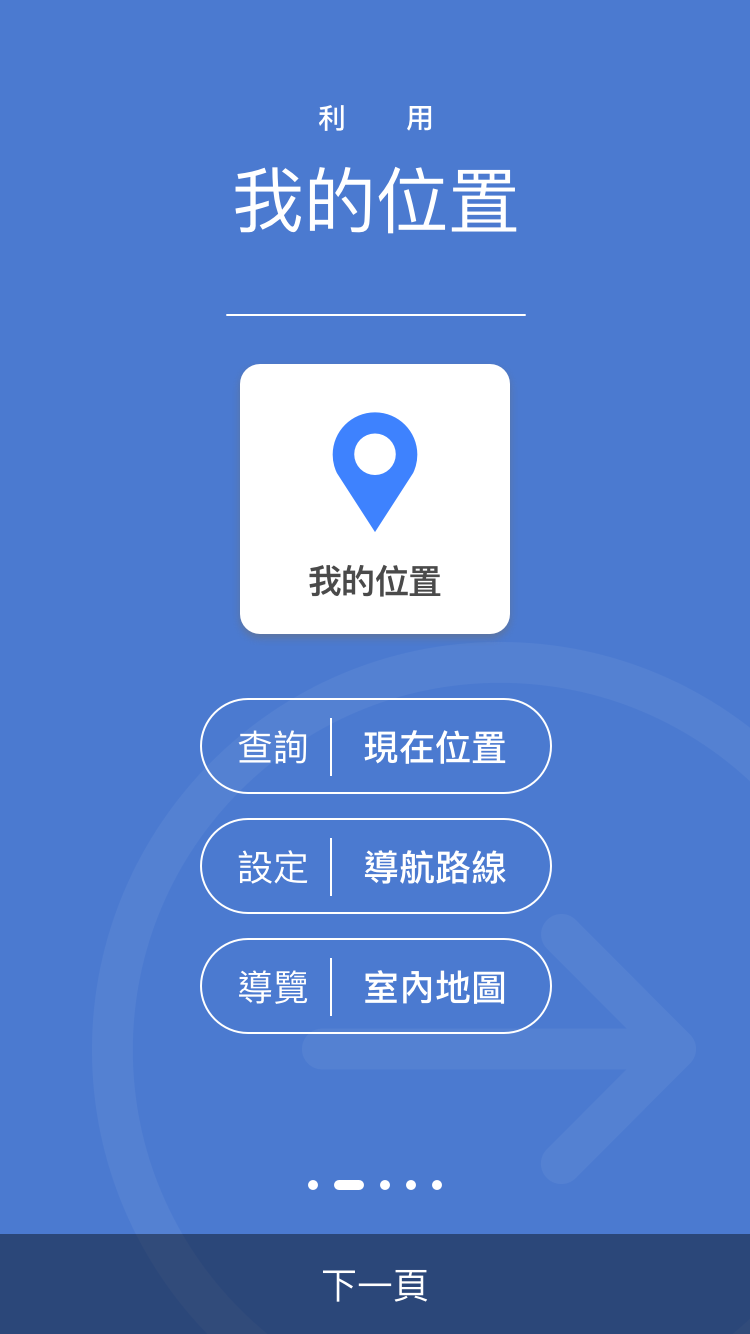 利 用
我的位置
我的位置
查詢 現在位置
設定 導航路線
導覽 室內地圖
下一頁